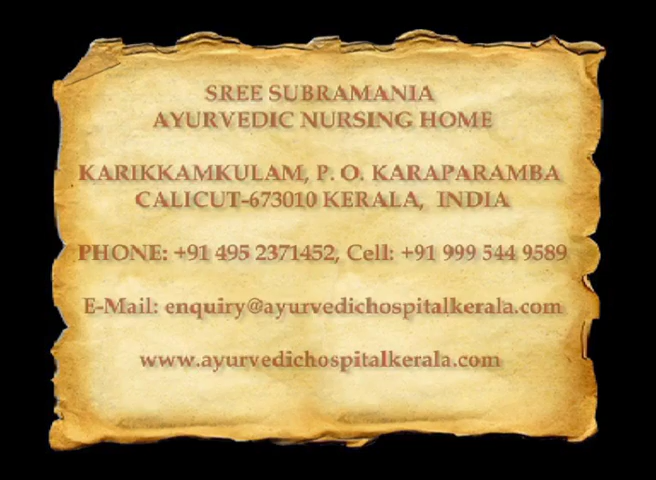 SREE SUBRAMANIA
AYURVEDIC NURSING HOME
KARIKKAMKULAM, P. O. KARAPARAMBA
CALICUT-673010 KERALA, INDIA
PHONE: +91 495 2371452, Cell: +91 999 544 9589
E-Mail: enquiry@ayurvedichospitalkerala.com
www.ayurvedichospitalkerala.com